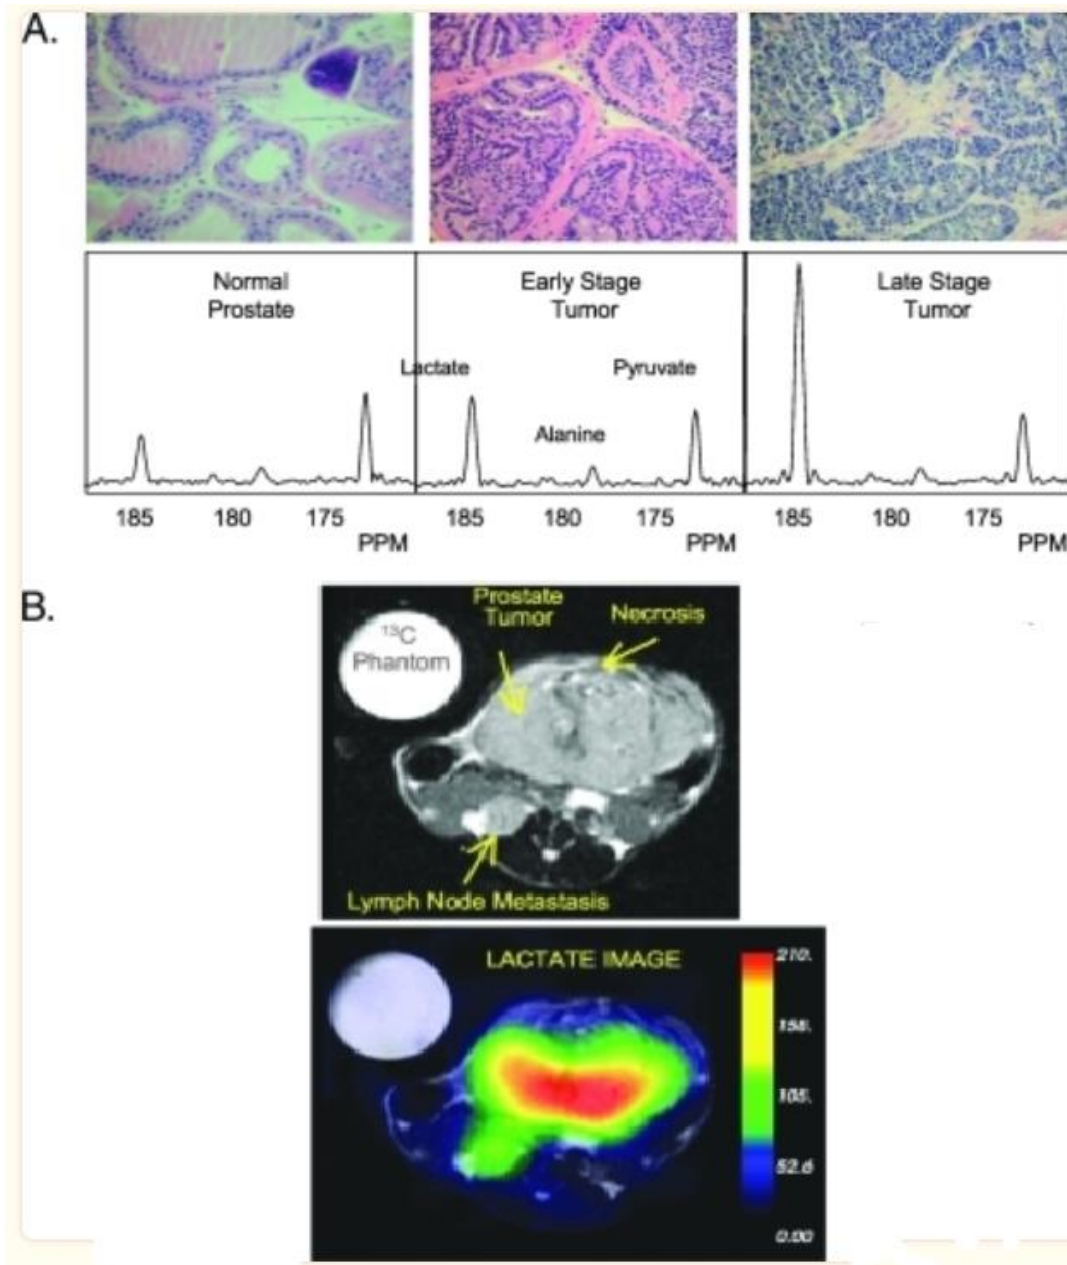 A.
Normal
Prostate
Early Stage
Tumor
Late Stage
Tumor
Lactate
Pyruvate
Alanine
185 180 175
PPM
185 180 175
PPM
185 180 175
PPM
B.
13C
Phantom
Prostate
Tumor
Necrosis
Lymph Node Metastasis
LACTATE IMAGE
210.
158.
105.
52.6
0.00